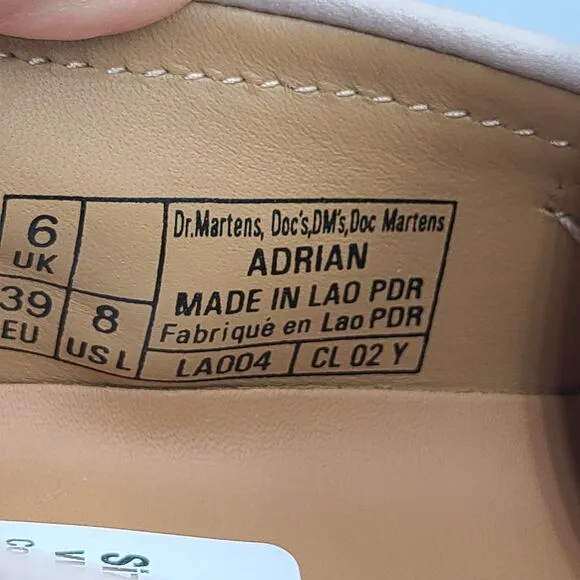 6
UK
39
EU
8
US L
Dr.Martens, Doc's,DM's,Doc Martens
ADRIAN
MADE IN LAO PDR
Fabriqué en Lao PDR
LA004
CL 02 Y